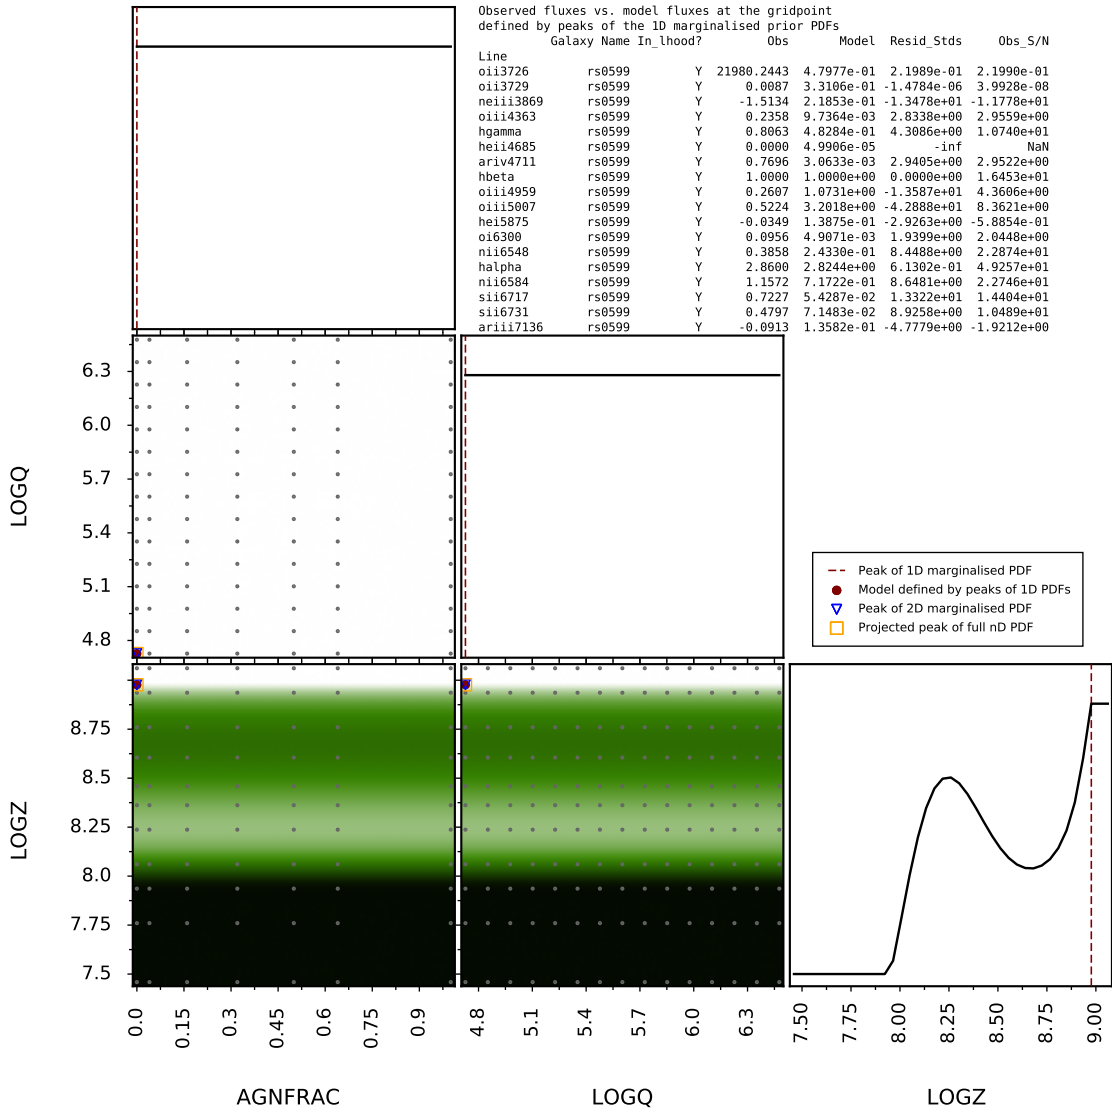 Observed fluxes vs. model fluxes at the gridpoint
defined by peaks of the 1D marginalised prior PDFs
Galaxy Name In_lhood? Obs Model Resid_Stds Obs_S/N
Line
oii3726 rs0599 Y 21980.2443 4.7977e-01 2.1989e-01 2.1990e-01
oii3729 rs0599 Y 0.0087 3.3106e-01 -1.4784e-06 3.9928e-08
neiii3869 rs0599 Y -1.5134 2.1853e-01 -1.3478e+01 -1.1778e+01
oiii4363 rs0599 Y 0.2358 9.7364e-03 2.8338e+00 2.9559e+00
hgamma rs0599 Y 0.8063 4.8284e-01 4.3086e+00 1.0740e+01
heii4685 rs0599 Y 0.0000 4.9906e-05 -inf NaN
ariv4711 rs0599 Y 0.7696 3.0633e-03 2.9405e+00 2.9522e+00
hbeta rs0599 Y 1.0000 1.0000e+00 0.0000e+00 1.6453e+01
oiii4959 rs0599 Y 0.2607 1.0731e+00 -1.3587e+01 4.3606e+00
oiii5007 rs0599 Y 0.5224 3.2018e+00 -4.2888e+01 8.3621e+00
hei5875 rs0599 Y -0.0349 1.3875e-01 -2.9263e+00 -5.8854e-01
oi6300 rs0599 Y 0.0956 4.9071e-03 1.9399e+00 2.0448e+00
nii6548 rs0599 Y 0.3858 2.4330e-01 8.4488e+00 2.2874e+01
halpha rs0599 Y 2.8600 2.8244e+00 6.1302e-01 4.9257e+01
nii6584 rs0599 Y 1.1572 7.1722e-01 8.6481e+00 2.2746e+01
sii6717 rs0599 Y 0.7227 5.4287e-02 1.3322e+01 1.4404e+01
sii6731 rs0599 Y 0.4797 7.1483e-02 8.9258e+00 1.0489e+01
ariii7136 rs0599 Y -0.0913 1.3582e-01 -4.7779e+00 -1.9212e+00
LOGQ
6.3
6.0
5.7
5.4
5.1
4.8
Peak of 1D marginalised PDF
Model defined by peaks of 1D PDFs
Peak of 2D marginalised PDF
Projected peak of full nD PDF
LOGZ
8.75
8.5
8.25
8.0
7.75
7.5
0.0 0.15 0.3 0.45 0.6 0.75 0.9
4.8 5.1 5.4 5.7 6.0 6.3
7.50 7.75 8.00 8.25 8.50 8.75 9.00
AGNFRAC LOGQ LOGZ